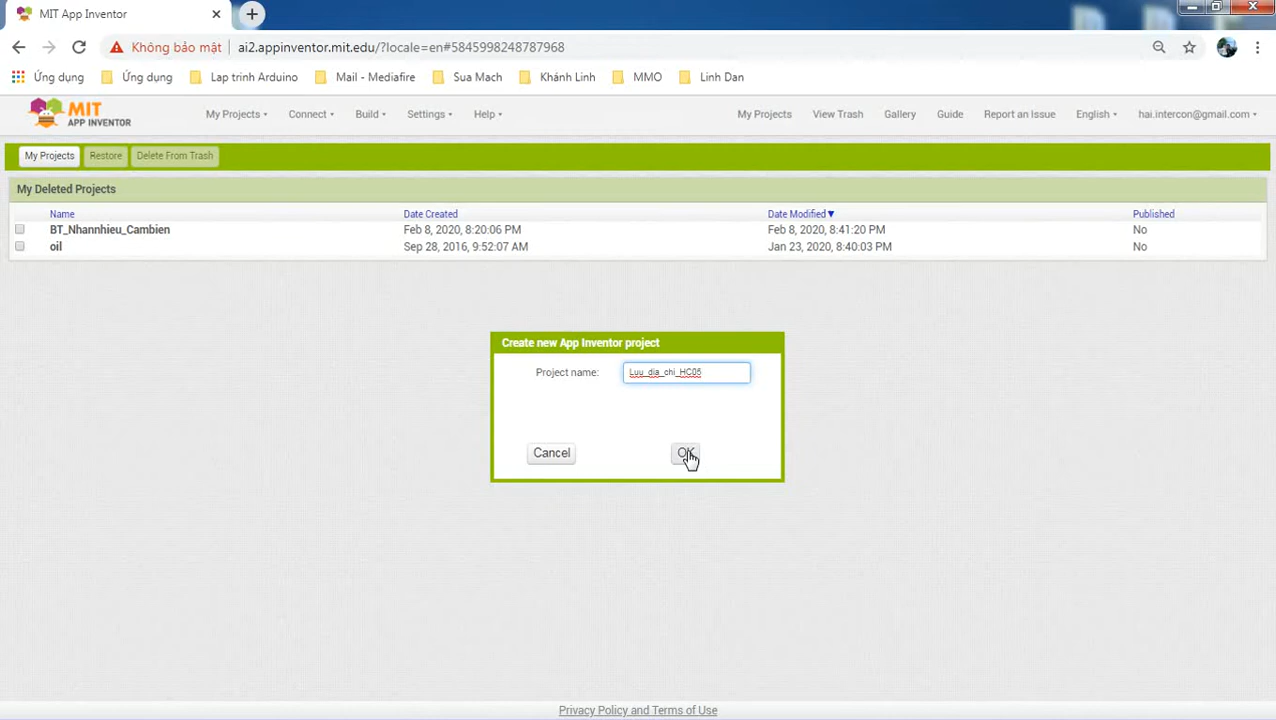 MIT App Inventor
Không bảo mật ai2.appinventor.mit.edu/?locale=en#5845998248787968
Ứng dụng Ứng dụng Lap trinh Arduino Mail - Mediafire Sua Mach Khánh Linh MMO Linh Dan
MIT APP INVENTOR My Projects Connect Build Settings Help My Projects View Trash Gallery Guide Report an Issue English hai.intercon@gmail.com
My Projects Restore Delete From Trash
My Deleted Projects
Name Date Created Date Modified Published
BT_Nhannhieu_Cambien Feb 8, 2020, 8:20:06 PM Feb 8, 2020, 8:41:20 PM No
oil Sep 28, 2016, 9:52:07 AM Jan 23, 2020, 8:40:03 PM No
Create new App Inventor project
Project name: Luu_dia_chi_HC05
Cancel OK
Privacy Policy and Terms of Use